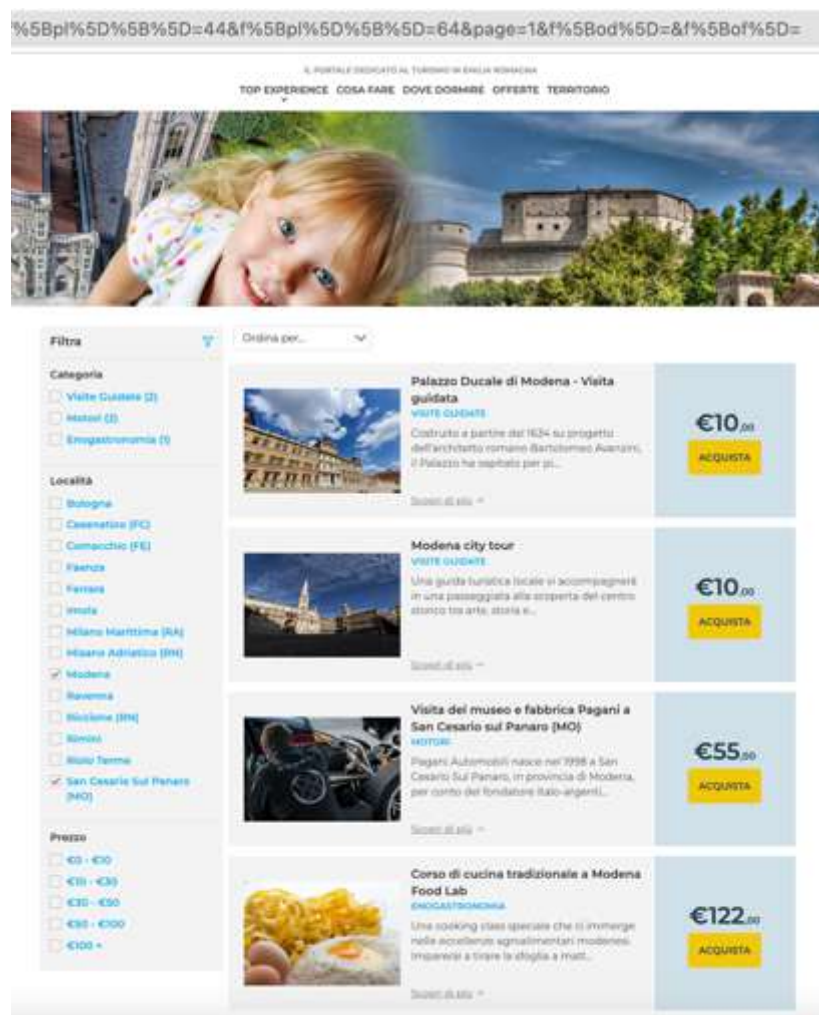 %5Bpl%5D%5B%5D=44&f%5Bpl%5D%5B%5D=64&page=1&f%5Bod%5D=&f%5Bof%5D=
IL PORTALE DEDICATO AL TURISMO IN EMILIA ROMAGNA
TOP EXPERIENCE COSA FARE DOVE DORMIRE OFFERTE TERRITORIO
Filtra
Categoria
Visite Guidate (2)
Motori (2)
Enogastronomia (1)
Località
Bologna
Cesenatico (FC)
Comacchio (FE)
Faenza
Ferrara
Imola
Milano Marittima (RA)
Misano Adriatico (RN)
Modena
Ravenna
Riccione (RN)
Rimini
Riolo Terme
San Cesario Sul Panaro
(MO)
Prezzo
€0 - €10
€10 - €30
€30 - €50
€50 - €100
€100 +
Ordina per...
Palazzo Ducale di Modena - Visita
guidata
VISITE GUIDATE
Costruito a partire dal 1634 su progetto
dell'architetto romano Bartolomeo Avanzini,
il Palazzo ha ospitato per pi...
Scopri di più
€10,00
ACQUISTA
Modena city tour
VISITE GUIDATE
Una guida turistica locale vi accompagnerà
in una passeggiata alla scoperta del centro
storico tra arte, storia e...
Scopri di più
€10,00
ACQUISTA
Visita del museo e fabbrica Pagani a
San Cesario sul Panaro (MO)
MOTORI
Pagani Automobili nasce nel 1998 a San
Cesario Sul Panaro, in provincia di Modena,
per conto del fondatore italo-argenti...
Scopri di più
€55,00
ACQUISTA
Corso di cucina tradizionale a Modena
Food Lab
ENOGASTRONOMIA
Una cooking class speciale che ti immerge
nelle eccellenze agroalimentari modenesi.
Imparerai a tirare la sfoglia a matt...
Scopri di più
€122,00
ACQUISTA